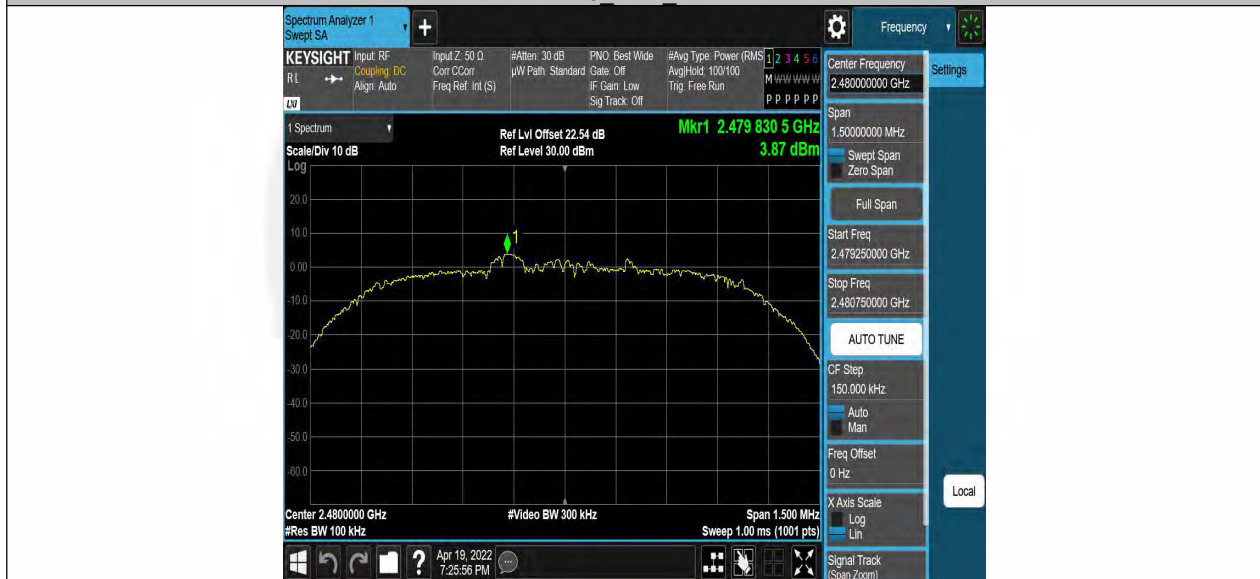 Spectrum Analyzer 1
Swept SA
+
Frequency
KEYSIGHT
RL
LXI
Input: RF
Coupling: DC
Align: Auto
Input Z: 50 Ω
Corr CCorr
Freq Ref: Int (S)
#Atten: 30 dB
µW Path: Standard
PNO: Best Wide
Gate: Off
IF Gain: Low
Sig Track: Off
#Avg Type: Power (RMS
Avg|Hold: 100/100
Trig: Free Run
1 2 3 4 5 6
M W W W W W
P P P P P P
1 Spectrum
Scale/Div 10 dB
Log
Ref Lvl Offset 22.54 dB
Ref Level 30.00 dBm
Mkr1 2.479 830 5 GHz
3.87 dBm
20.0
10.0
0.00
-10.0
-20.0
-30.0
-40.0
-50.0
-60.0
1
Center 2.4800000 GHz
#Res BW 100 kHz
#Video BW 300 kHz
Span 1.500 MHz
Sweep 1.00 ms (1001 pts)
?
Apr 19, 2022
7:25:56 PM
Center Frequency
2.480000000 GHz
Settings
Span
1.50000000 MHz
Swept Span
Zero Span
Full Span
Start Freq
2.479250000 GHz
Stop Freq
2.480750000 GHz
AUTO TUNE
CF Step
150.000 kHz
Auto
Man
Freq Offset
0 Hz
X Axis Scale
Log
Lin
Local
Signal Track
(Span Zoom)